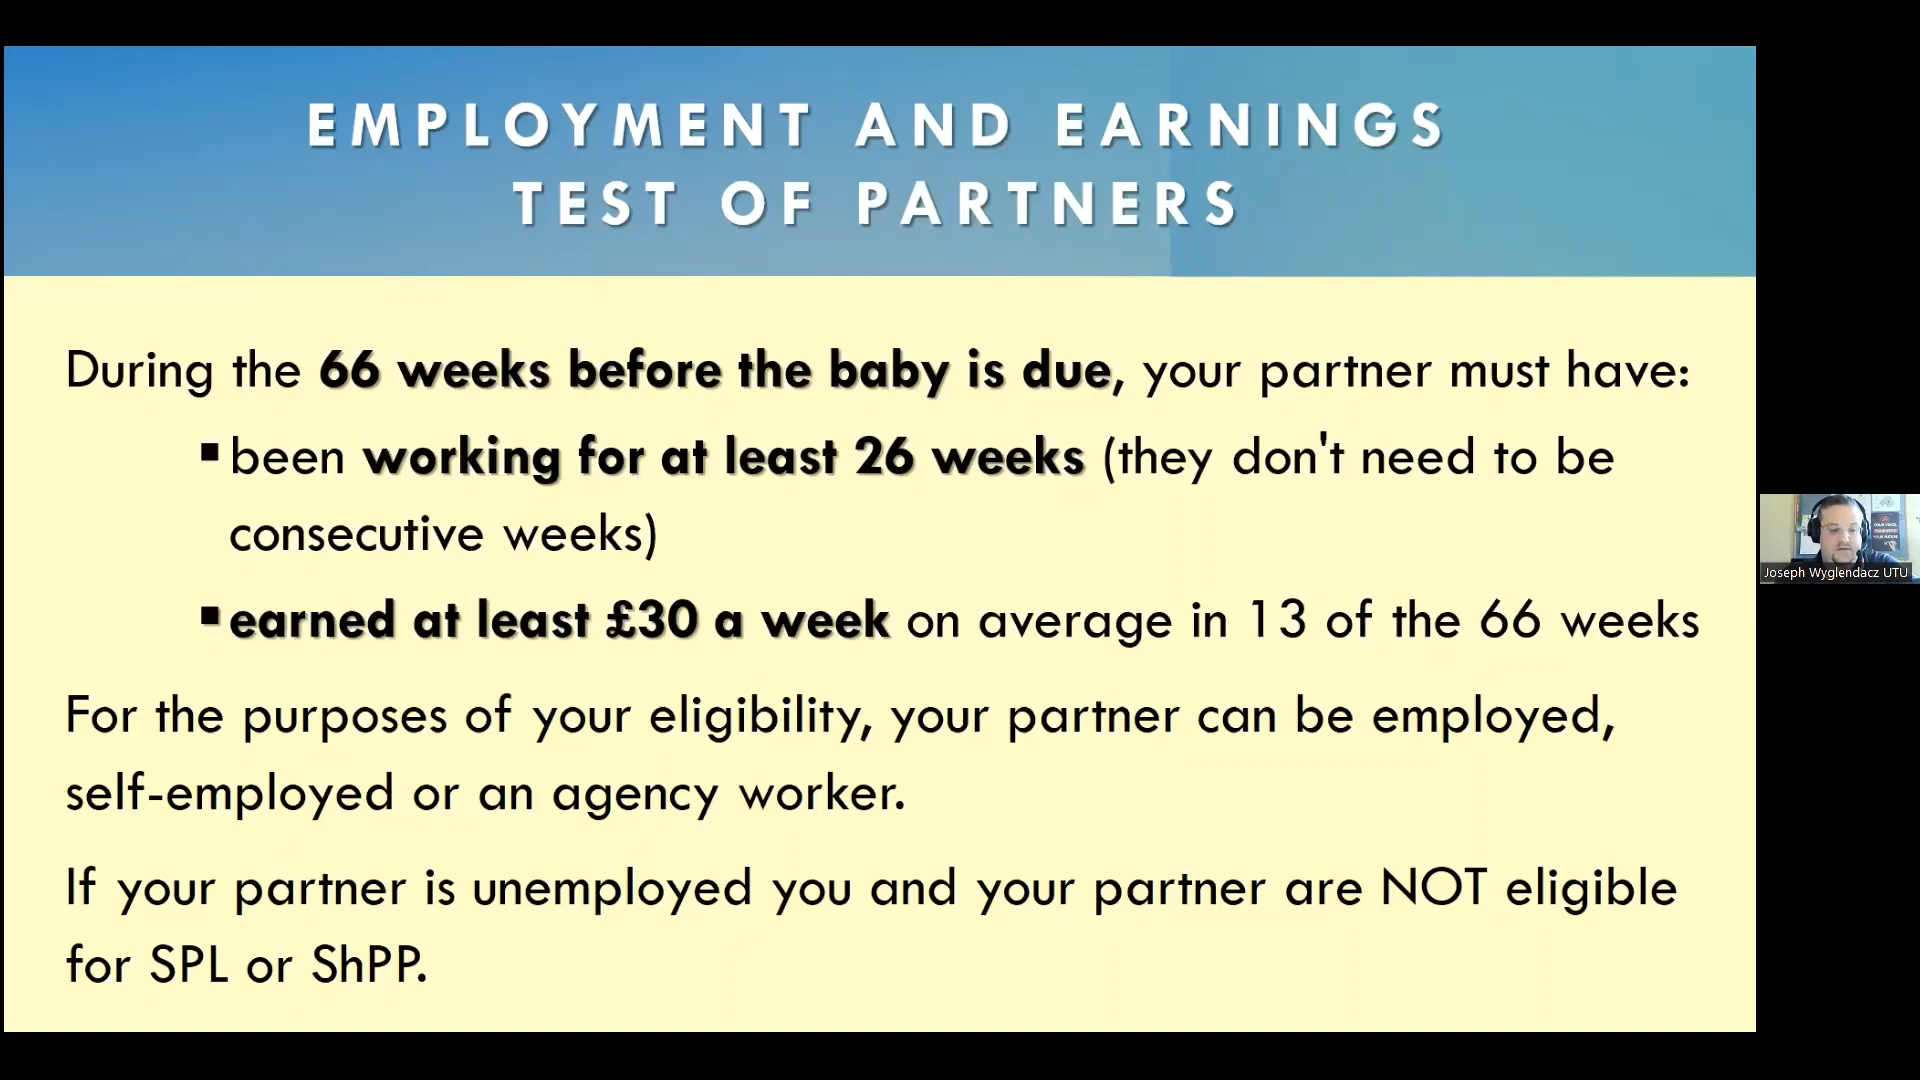 EMPLOYMENT AND EARNINGS
TEST OF PARTNERS
During the 66 weeks before the baby is due, your partner must have:
▪ been working for at least 26 weeks (they don't need to be
consecutive weeks)
▪ earned at least £30 a week on average in 13 of the 66 weeks
For the purposes of your eligibility, your partner can be employed,
self-employed or an agency worker.
If your partner is unemployed you and your partner are NOT eligible
for SPL or ShPP.
Joseph Wyglendacz UTU